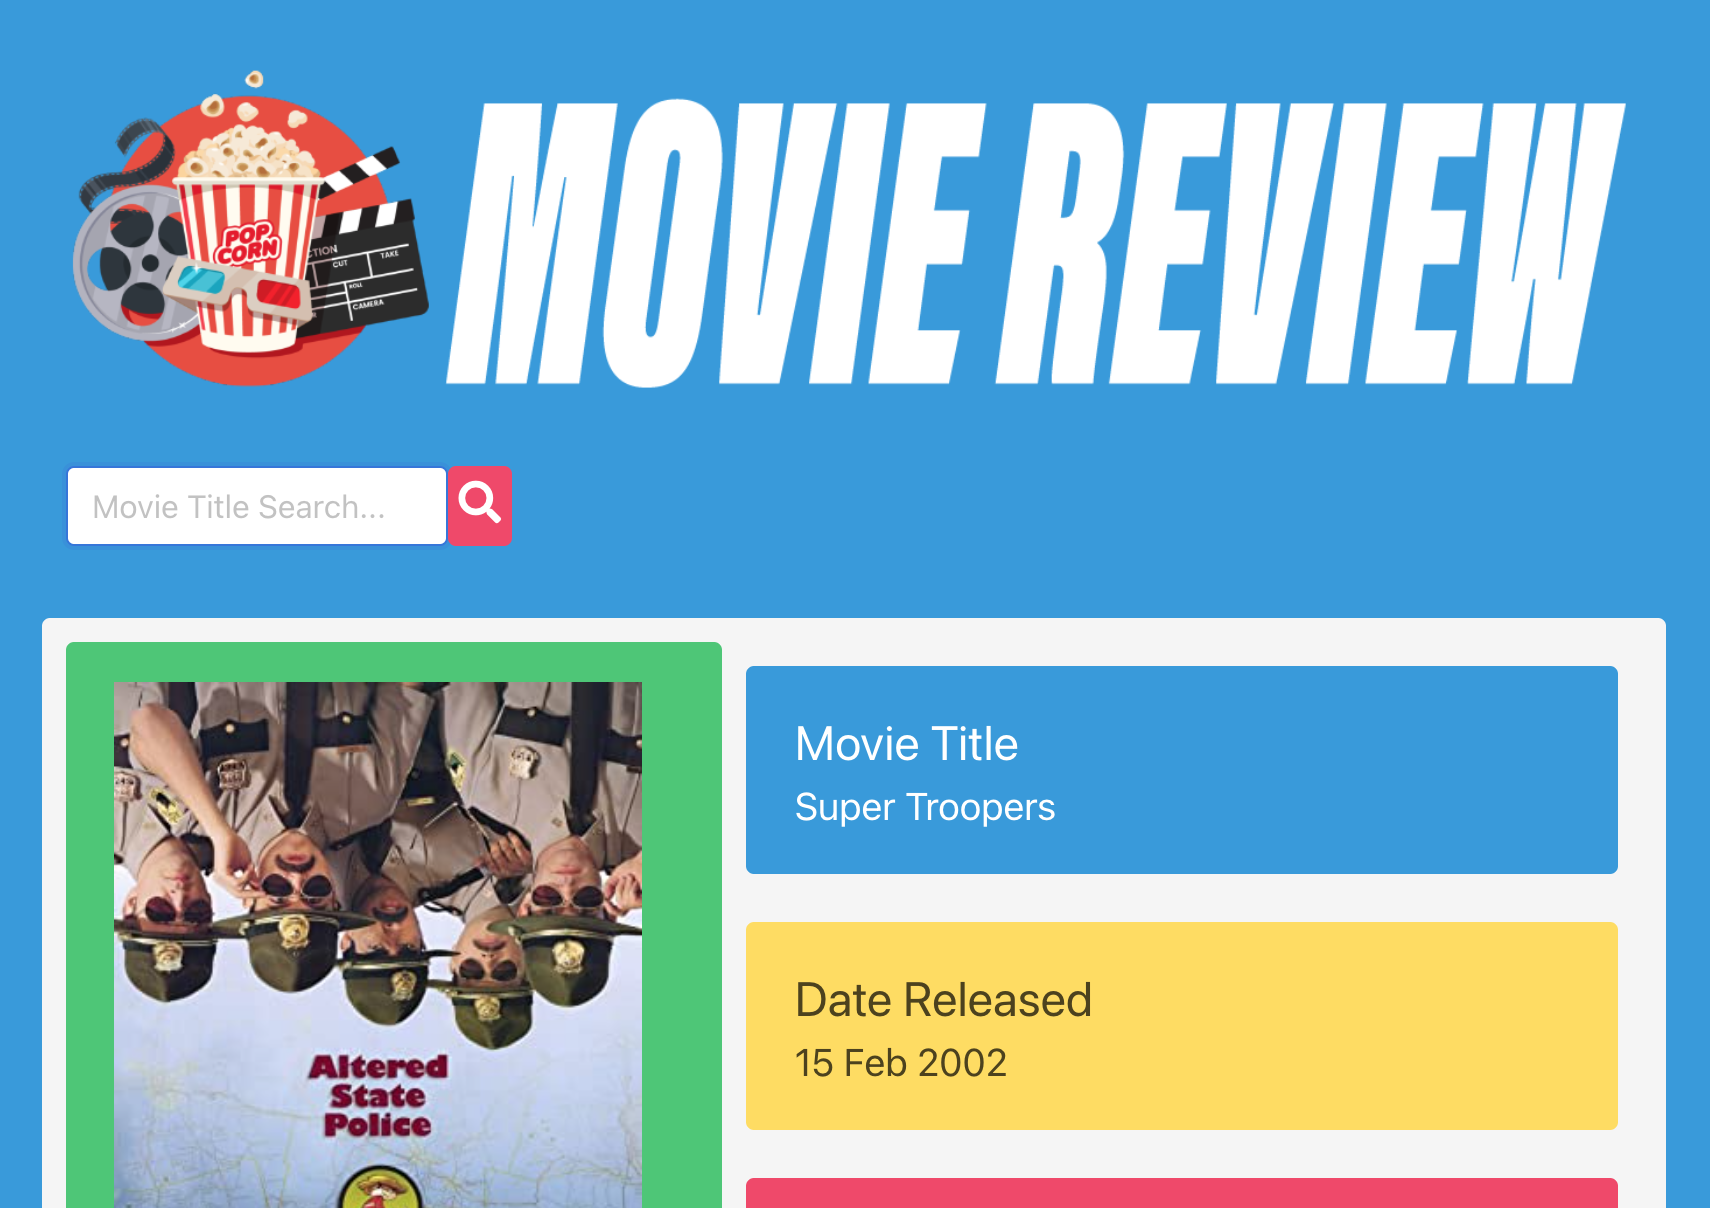 MOVIE REVIEW
POP
CORN
CTION
CUT
TAKE
ROLL
CAMERA
Movie Title Search...
Movie Title
Super Troopers
Date Released
15 Feb 2002
Altered
State
Police